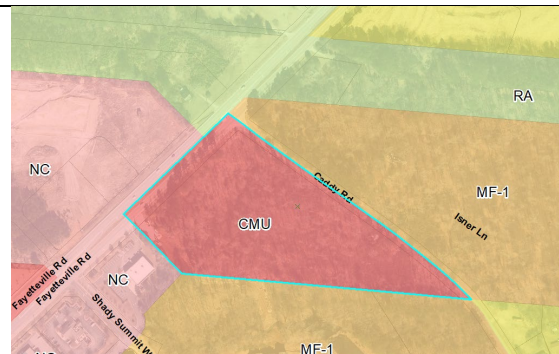 RA
NC
Caddy Rd
MF-1
Isner Ln
CMU
Fayetteville Rd
Fayetteville Rd
NC
Shady Summit W
MF-1